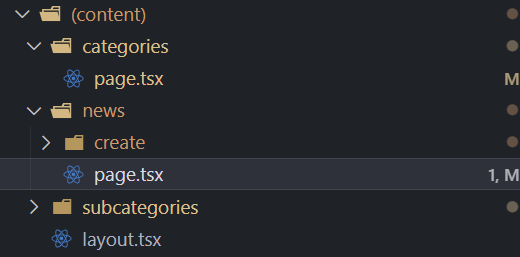 (content)
categories
page.tsx M
news
create
page.tsx 1, M
subcategories
layout.tsx